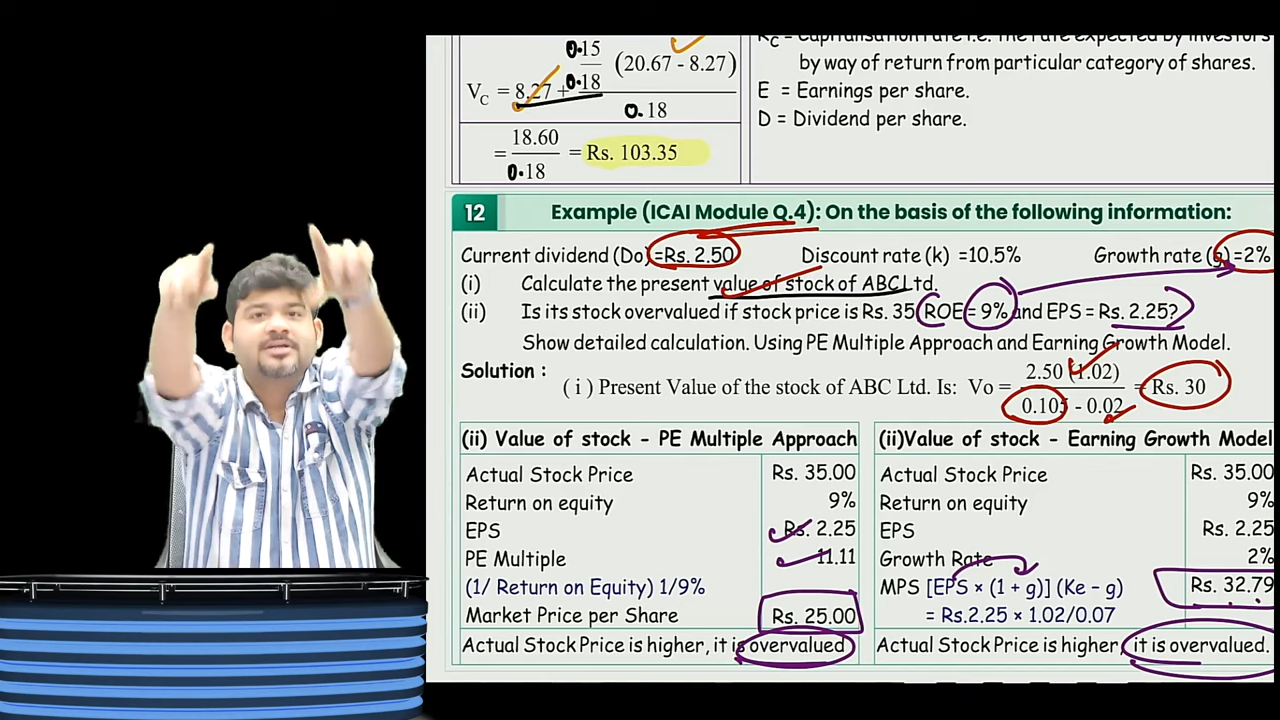 0.15
0.18 (20.67 - 8.27)
V_C = 8.27 +
0.18
= 18.60 / 0.18 = Rs. 103.35
K_C = Capitalisation rate i.e. The rate expected by investors
by way of return from particular category of shares.
E = Earnings per share.
D = Dividend per share.
12 Example (ICAI Module Q.4): On the basis of the following information:
Current dividend (Do) =Rs. 2.50 Discount rate (k) =10.5% Growth rate (g) =2%
(i) Calculate the present value of stock of ABC Ltd.
(ii) Is its stock overvalued if stock price is Rs. 35 ROE = 9% and EPS = Rs. 2.25?
Show detailed calculation. Using PE Multiple Approach and Earning Growth Model.
Solution :
( i ) Present Value of the stock of ABC Ltd. Is: Vo = 2.50 (1.02) / 0.105 - 0.02 = Rs. 30
(ii) Value of stock - PE Multiple Approach
Actual Stock Price Rs. 35.00
Return on equity 9%
EPS Rs. 2.25
PE Multiple 11.11
(1/ Return on Equity) 1/9%
Market Price per Share Rs. 25.00
Actual Stock Price is higher, it is overvalued
(ii)Value of stock - Earning Growth Model
Actual Stock Price Rs. 35.00
Return on equity 9%
EPS Rs. 2.25
Growth Rate 2%
MPS [EPS × (1 + g)] (Ke – g) Rs. 32.79
= Rs.2.25 × 1.02/0.07
Actual Stock Price is higher, it is overvalued.